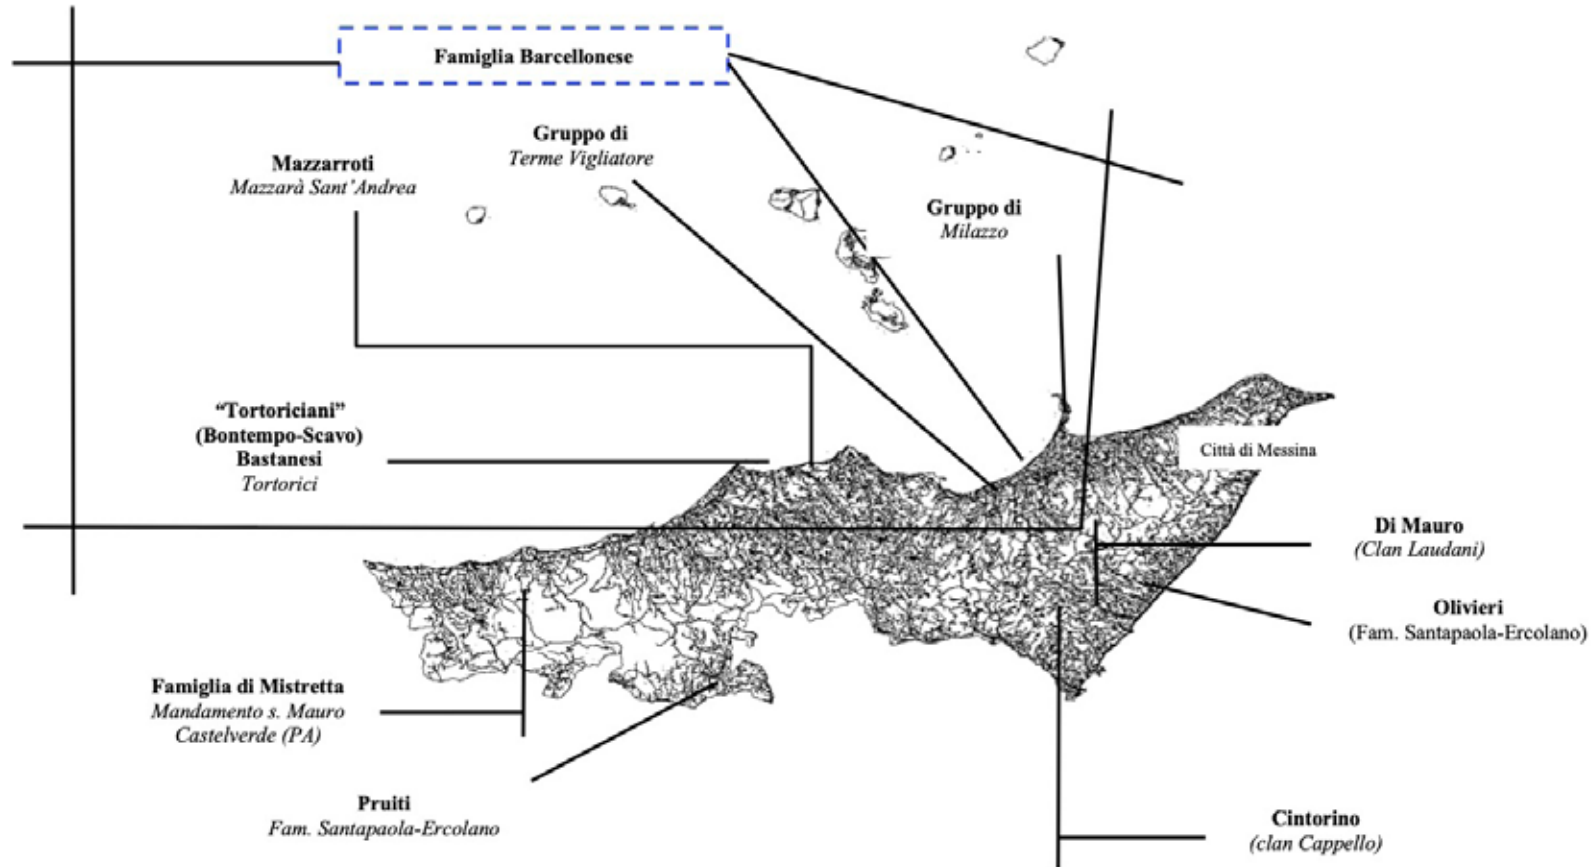 Famiglia Barcellonese
Gruppo di
Terme Vigliatore
Mazzarroti
Mazzarà Sant'Andrea
Gruppo di
Milazzo
“Tortoriciani”
(Bontempo-Scavo)
Bastanesi
Tortorici
Città di Messina
Di Mauro
(Clan Laudani)
Olivieri
(Fam. Santapaola-Ercolano)
Famiglia di Mistretta
Mandamento s. Mauro
Castelverde (PA)
Pruiti
Fam. Santapaola-Ercolano
Cintorino
(clan Cappello)